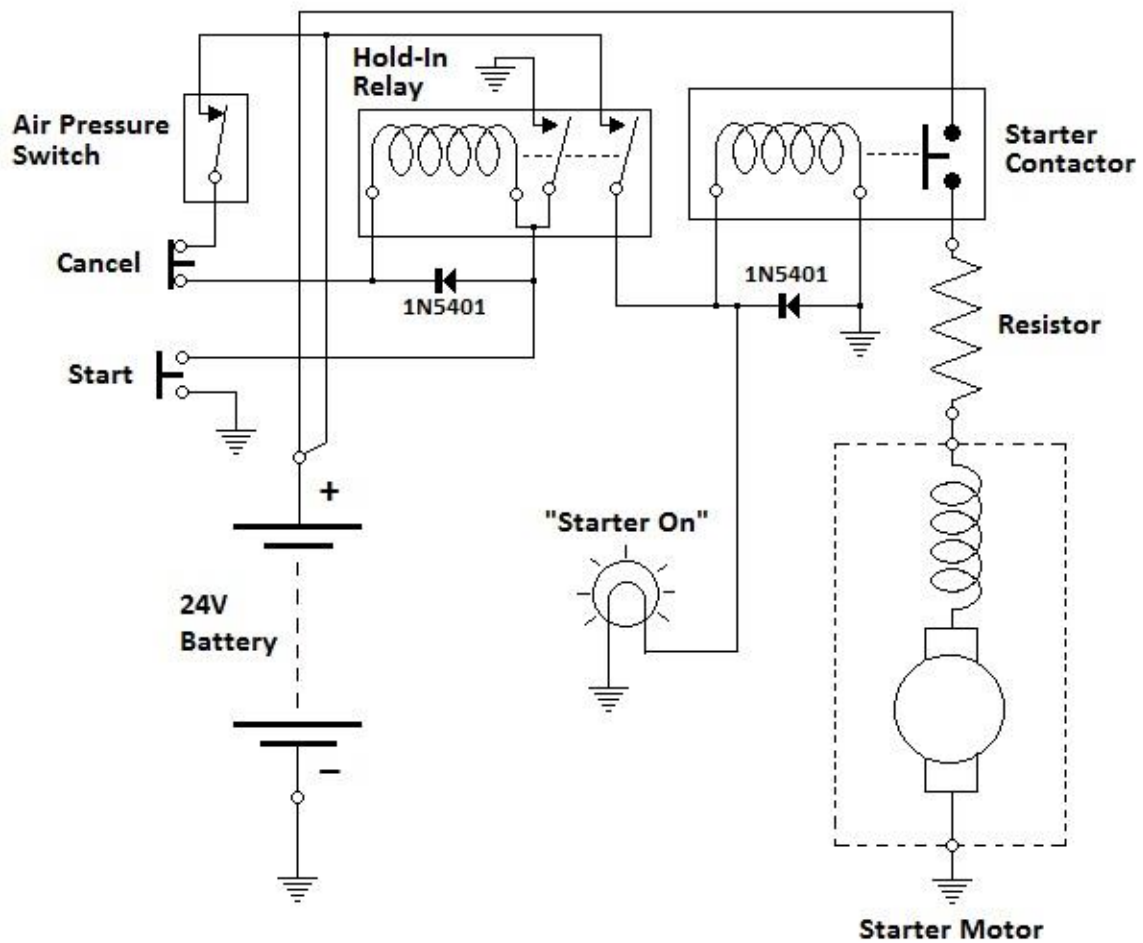 Hold-In
Relay
Air Pressure
Switch
Starter
Contactor
Cancel
1N5401
1N5401
Resistor
Start
+
"Starter On"
24V
Battery
−
Starter Motor